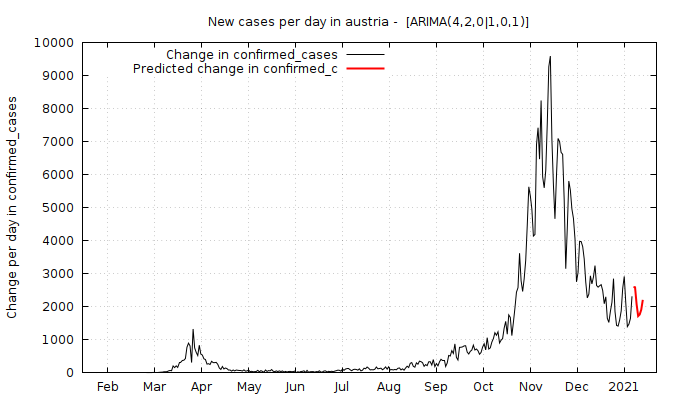 New cases per day in austria -  [ARIMA(4,2,0|1,0,1)]
Change in confirmed_cases
Predicted change in confirmed_c
Change per day in confirmed_cases
10000
9000
8000
7000
6000
5000
4000
3000
2000
1000
0
Feb Mar Apr May Jun Jul Aug Sep Oct Nov Dec 2021